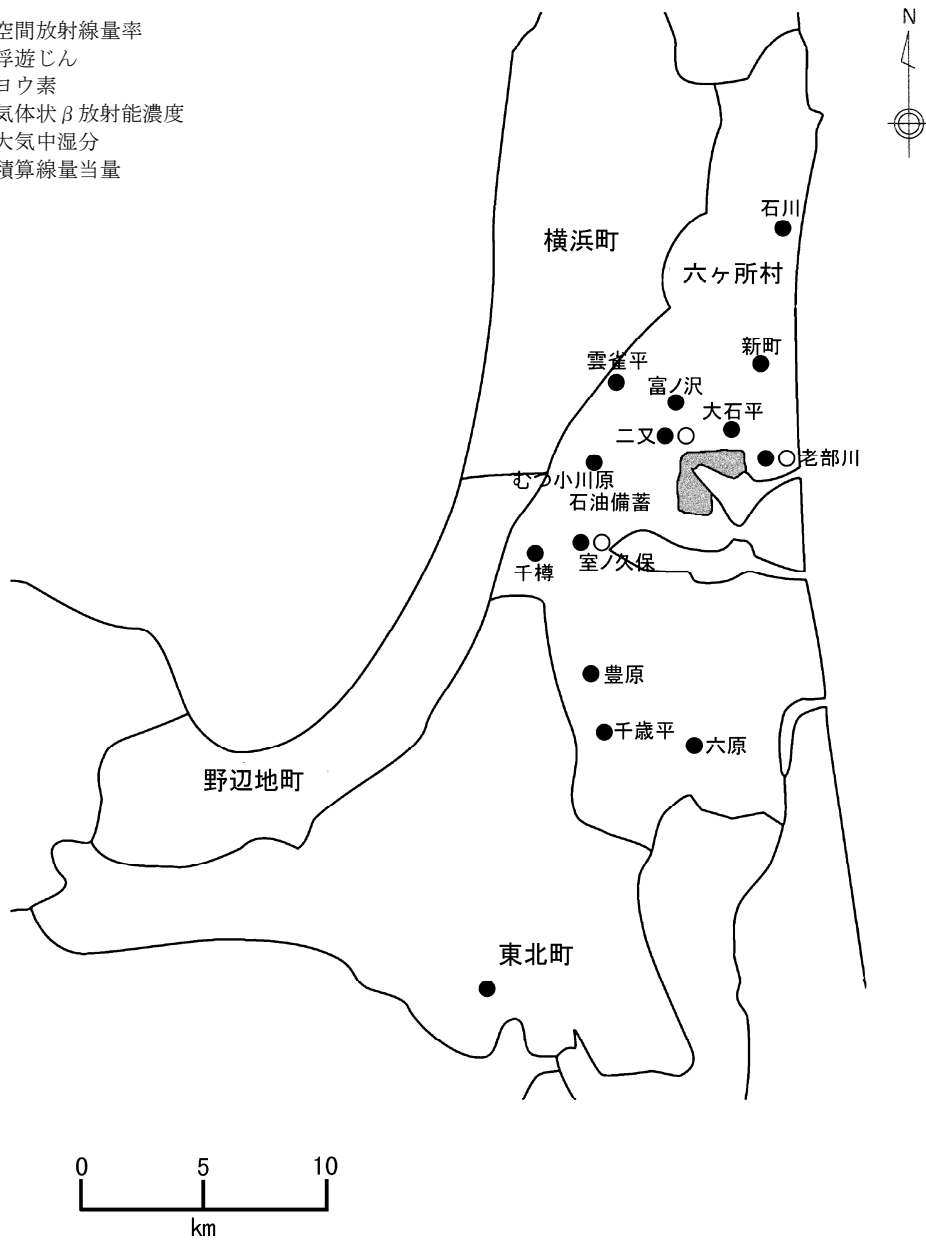 空間放射線量率
浮遊じん
ヨウ素
気体状β放射能濃度
大気中湿分
積算線量当量
N
石川
横浜町
六ヶ所村
新町
雲雀平
富ノ沢
大石平
二又
老部川
むつ小川原
石油備蓄
室ノ久保
千樽
豊原
千歳平
六原
野辺地町
東北町
0 5 10
km